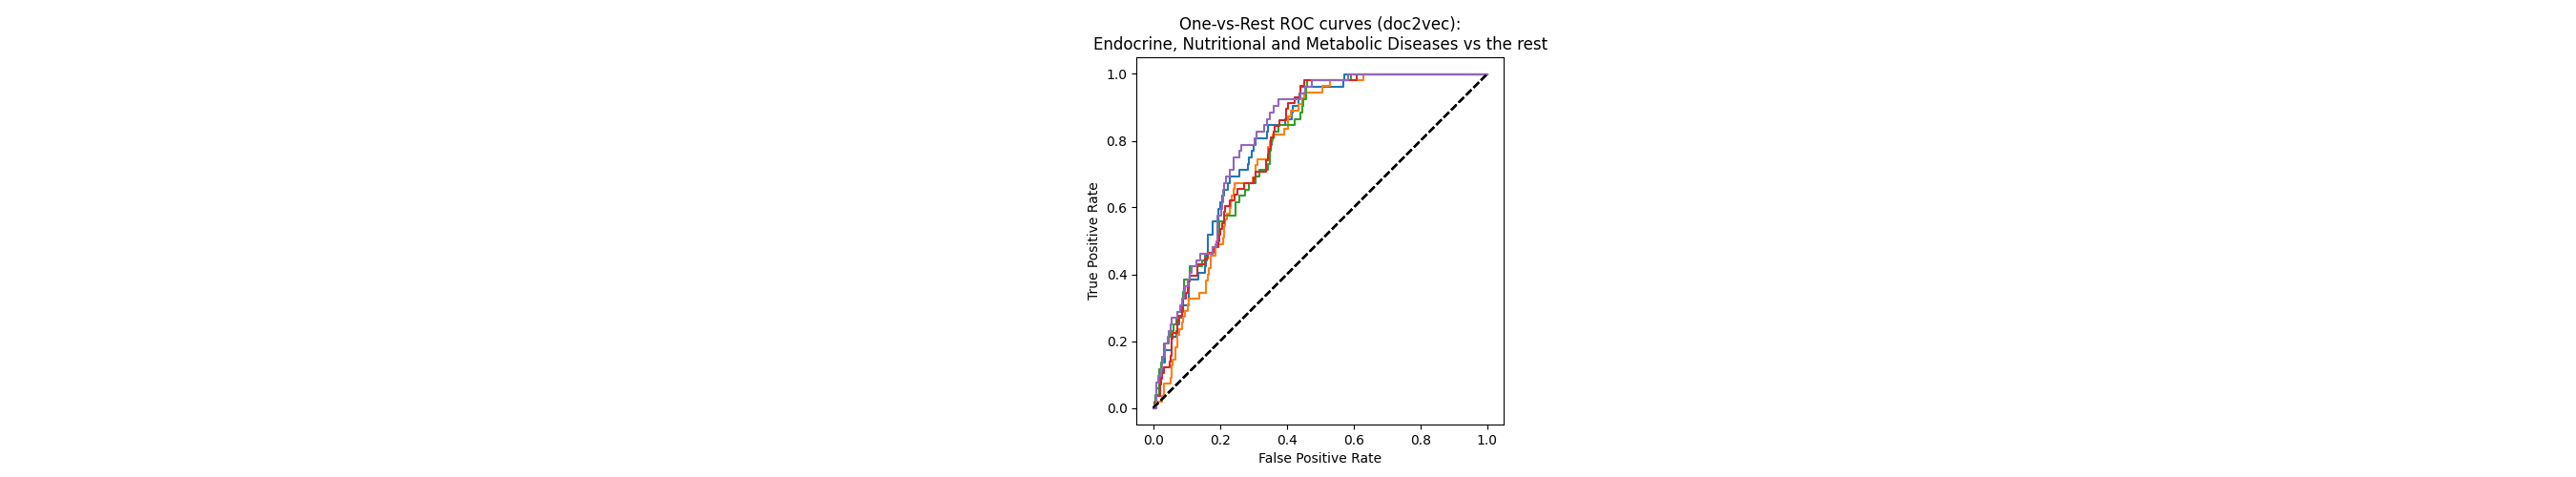 One-vs-Rest ROC curves (doc2vec):
Endocrine, Nutritional and Metabolic Diseases vs the rest
1.0
0.8
0.6
0.4
0.2
0.0
True Positive Rate
0.0 0.2 0.4 0.6 0.8 1.0
False Positive Rate